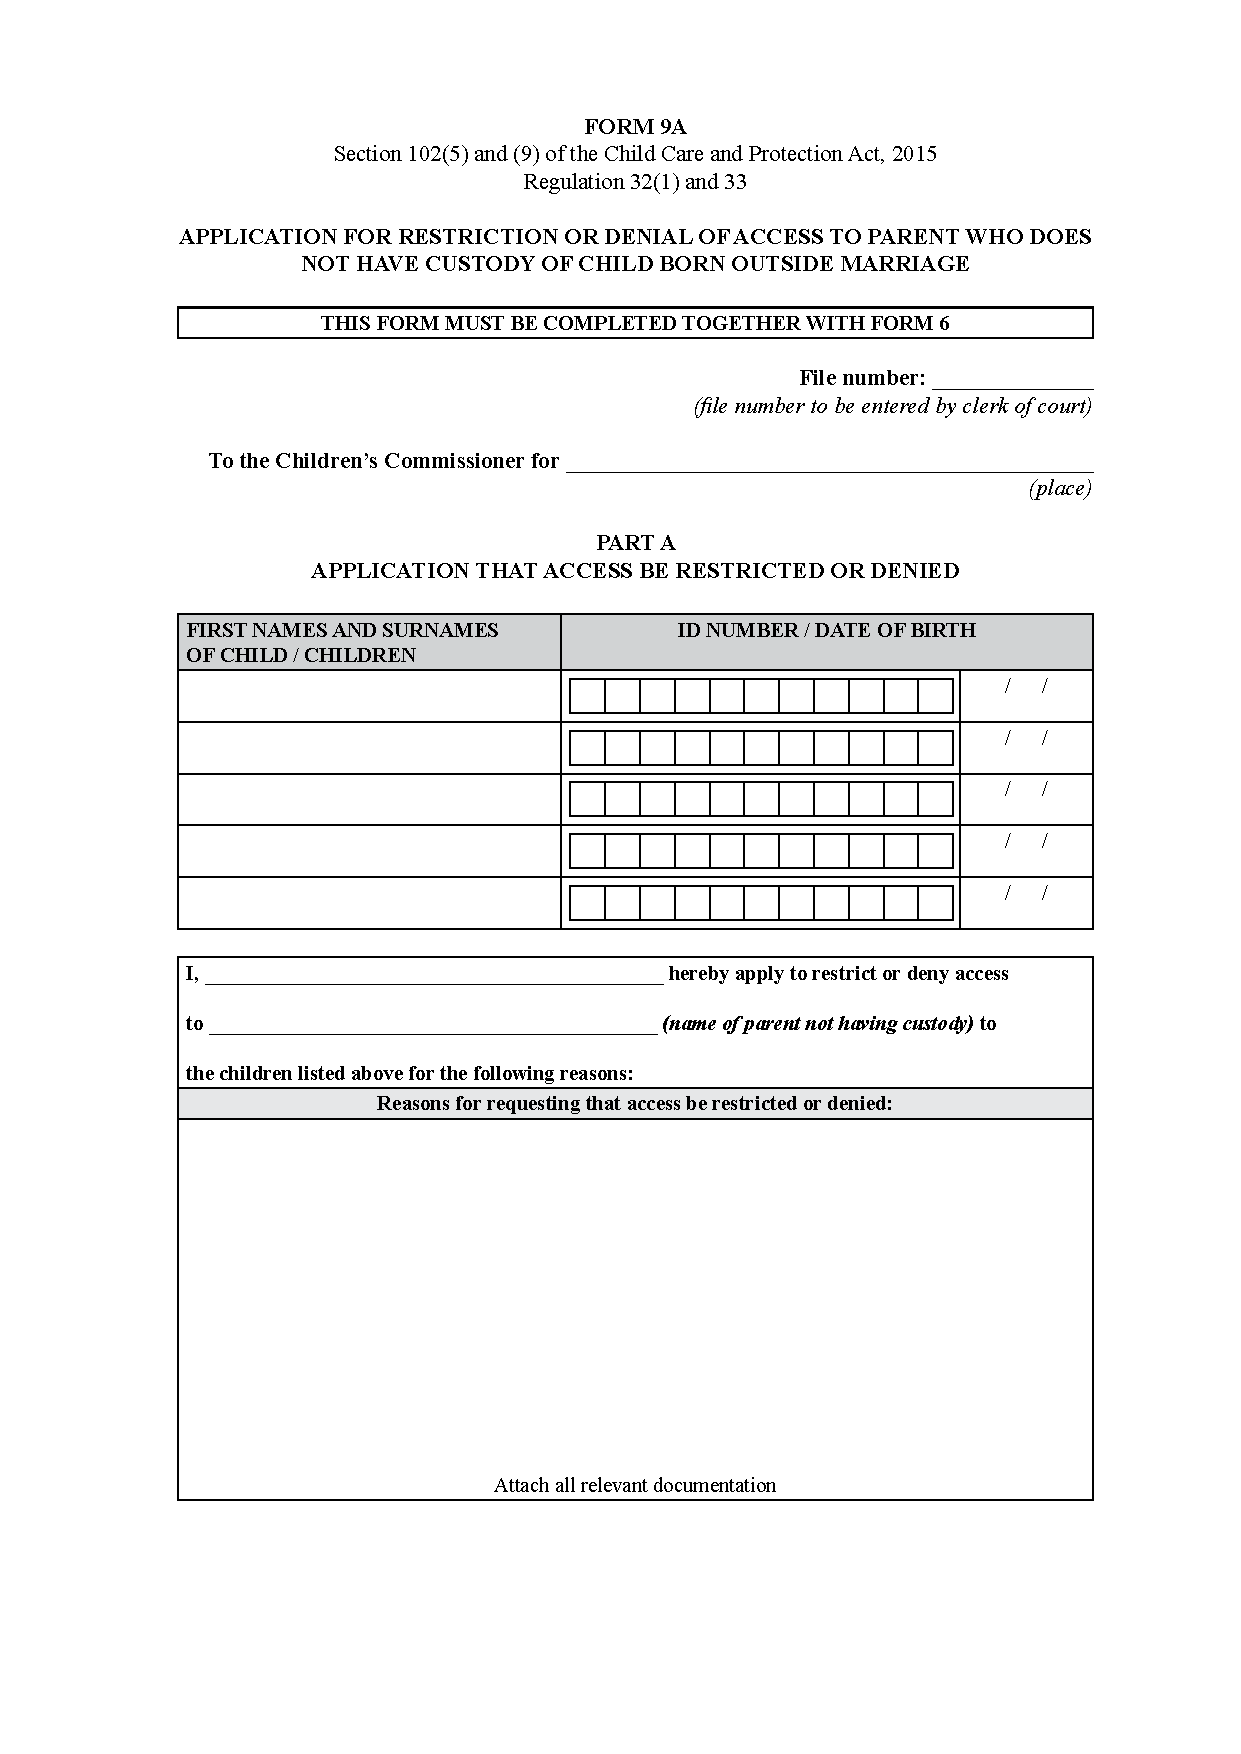 FORM 9A
Section 102(5) and (9) of the Child Care and Protection Act, 2015
Regulation 32(1) and 33
APPLICATION FOR RESTRICTION OR DENIAL OF ACCESS TO PARENT WHO DOES
NOT HAVE CUSTODY OF CHILD BORN OUTSIDE MARRIAGE
THIS FORM MUST BE COMPLETED TOGETHER WITH FORM 6
File number: _______________
(file number to be entered by clerk of court)
To the Children’s Commissioner for ________________________________________________
(place)
PART A
APPLICATION THAT ACCESS BE RESTRICTED OR DENIED
FIRST NAMES AND SURNAMES
OF CHILD / CHILDREN
ID NUMBER / DATE OF BIRTH
/ /
/ /
/ /
/ /
/ /
I, ____________________________________________ hereby apply to restrict or deny access
to ___________________________________________ (name of parent not having custody) to
the children listed above for the following reasons:
Reasons for requesting that access be restricted or denied:
Attach all relevant documentation